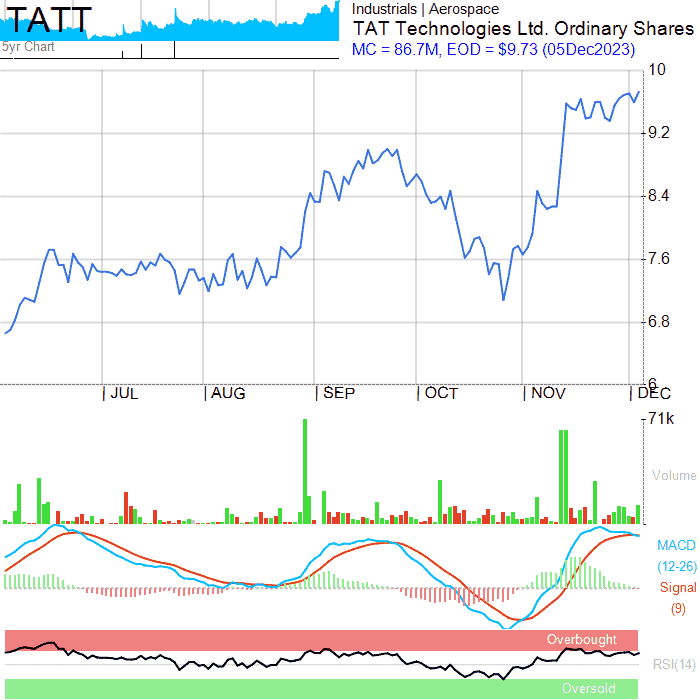 TATT
5yr Chart
Industrials | Aerospace
TAT Technologies Ltd. Ordinary Shares
MC = 86.7M, EOD = $9.73 (05Dec2023)
10
9.2
8.4
7.6
6.8
6
JUL AUG SEP OCT NOV DEC
71k
Volume
MACD
(12-26)
Signal
(9)
Overbought
RSI(14)
Oversold